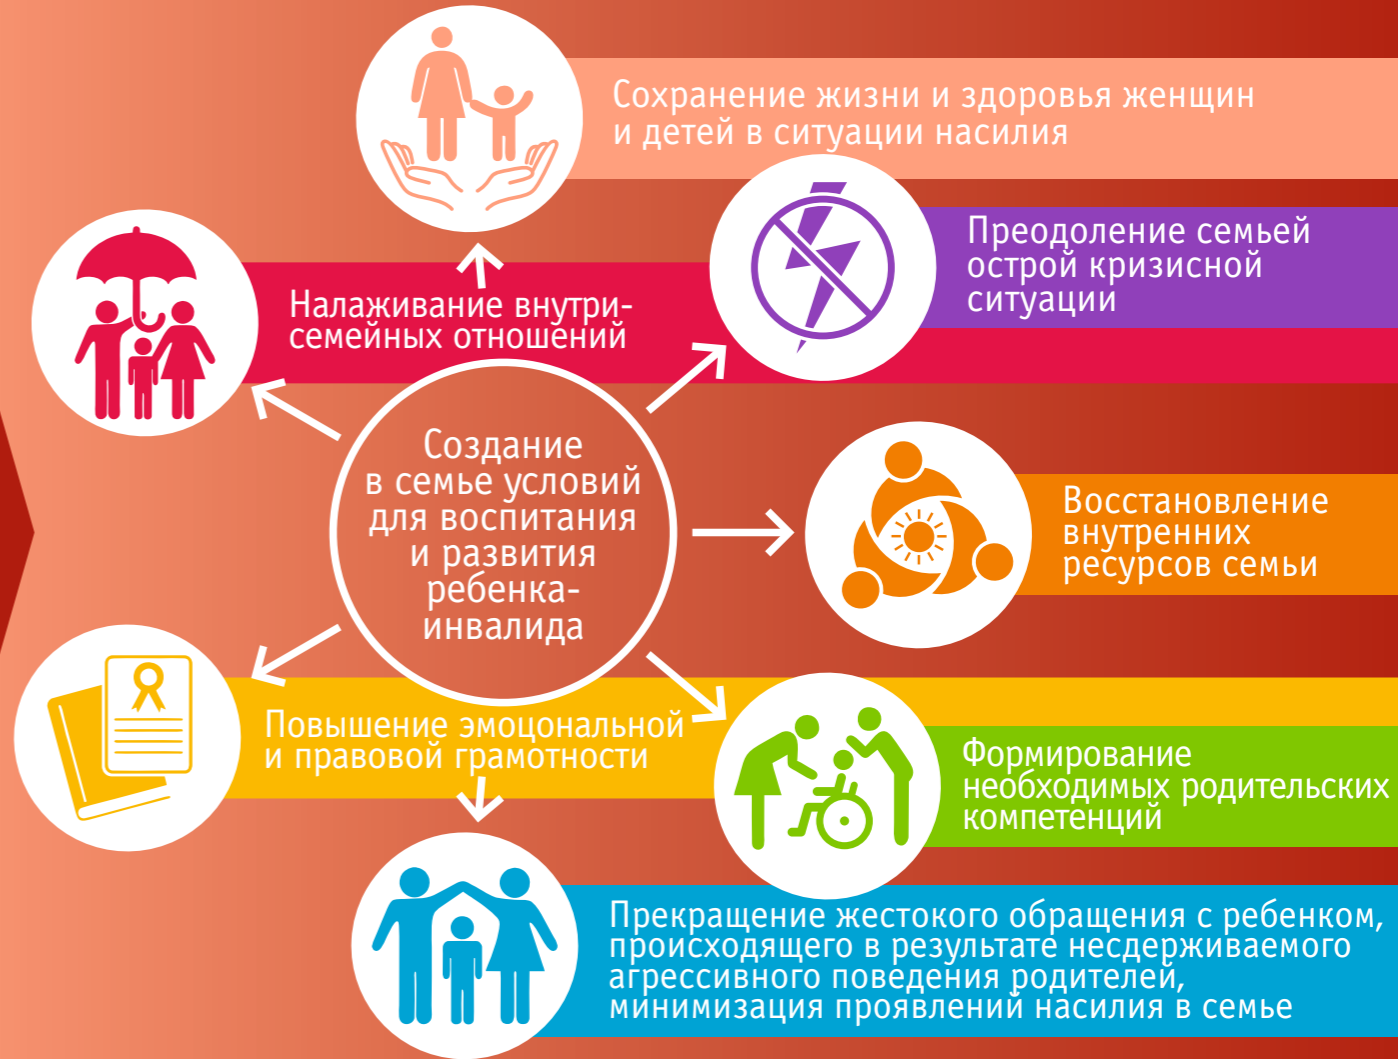 Сохранение жизни и здоровья женщин
и детей в ситуации насилия
Преодоление семьей
острой кризисной
ситуации
Налаживание внутри-
семейных отношений
Создание
в семье условий
для воспитания
и развития
ребенка-
инвалида
Восстановление
внутренних
ресурсов семьи
Повышение эмоцональной
и правовой грамотности
Формирование
необходимых родительских
компетенций
Прекращение жестокого обращения с ребенком,
происходящего в результате несдерживаемого
агрессивного поведения родителей,
минимизация проявлений насилия в семье